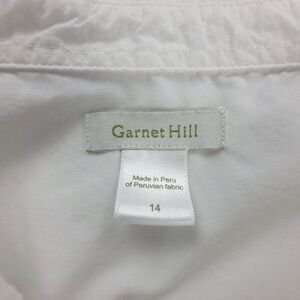 Garnet Hill
Made in Peru
of Peruvian fabric
14